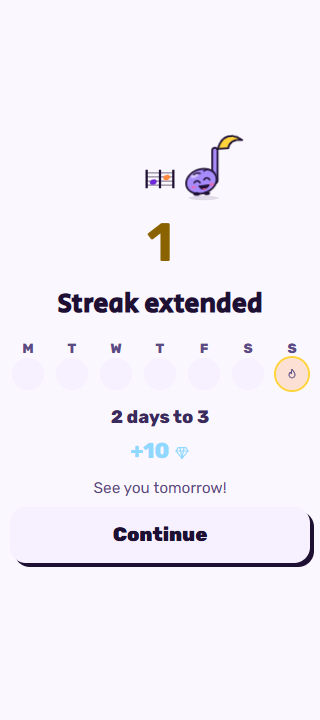 1
Streak extended
M T W T F S S
2 days to 3
+10
See you tomorrow!
Continue